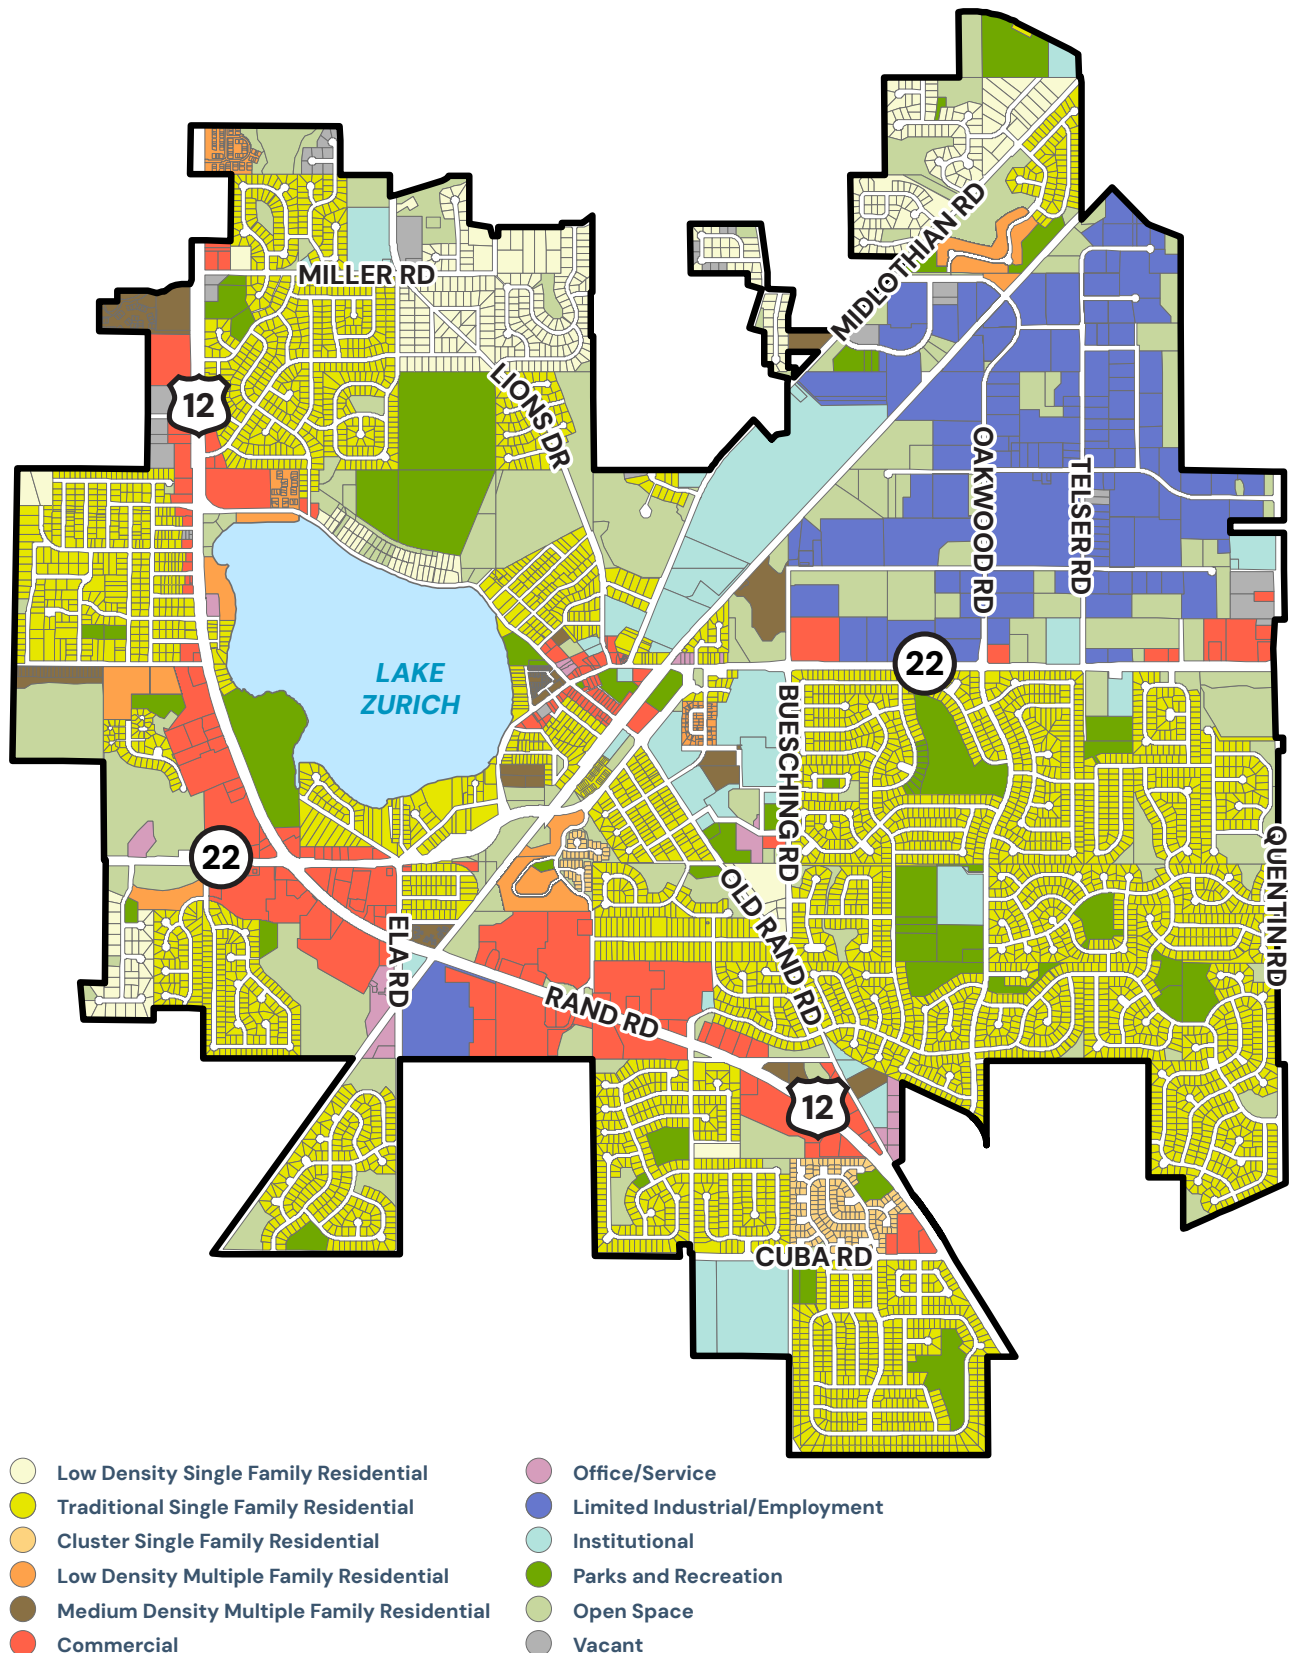 MIDLOTHIAN RD
MILLER RD
LIONS DR
12
OAKWOOD RD
TELSER RD
22
LAKE
ZURICH
BUESCHING RD
22
QUENTIN RD
OLD RAND RD
ELA RD
RAND RD
12
CUBA RD
Low Density Single Family Residential
Traditional Single Family Residential
Cluster Single Family Residential
Low Density Multiple Family Residential
Medium Density Multiple Family Residential
Commercial
Office/Service
Limited Industrial/Employment
Institutional
Parks and Recreation
Open Space
Vacant